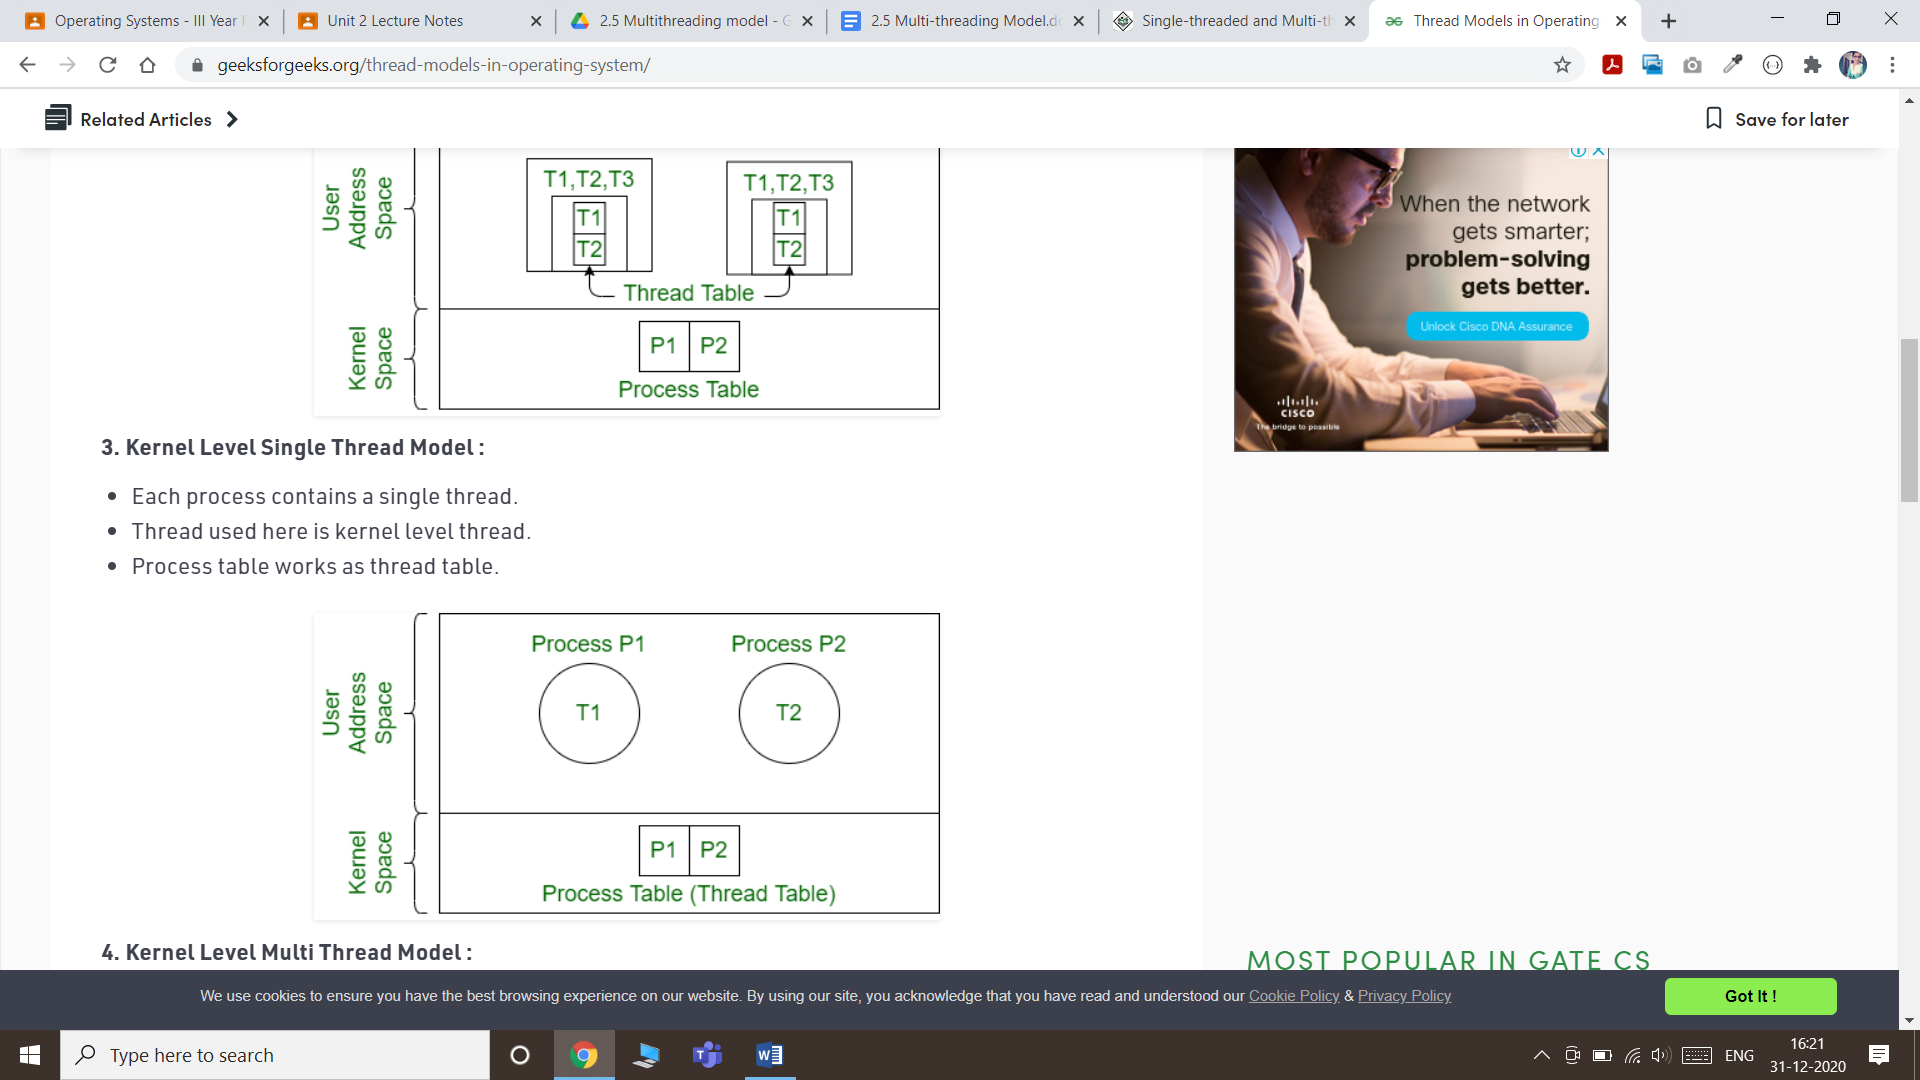 Operating Systems - III Year
Unit 2 Lecture Notes
2.5 Multithreading model - G
2.5 Multi-threading Model.do
Single-threaded and Multi-th
Thread Models in Operating
geeksforgeeks.org/thread-models-in-operating-system/
Related Articles
Save for later
User
Address
Space
T1,T2,T3
T1
T2
T1,T2,T3
T1
T2
Thread Table
Kernel
Space
P1 P2
Process Table
When the network
gets smarter;
problem-solving
gets better.
Unlock Cisco DNA Assurance
CISCO
The bridge to possible
3. Kernel Level Single Thread Model :
Each process contains a single thread.
Thread used here is kernel level thread.
Process table works as thread table.
User
Address
Space
Process P1
Process P2
T1
T2
Kernel
Space
P1 P2
Process Table (Thread Table)
4. Kernel Level Multi Thread Model :
MOST POPULAR IN GATE CS
We use cookies to ensure you have the best browsing experience on our website. By using our site, you acknowledge that you have read and understood our Cookie Policy & Privacy Policy
Got It !
Type here to search
ENG
16:21
31-12-2020